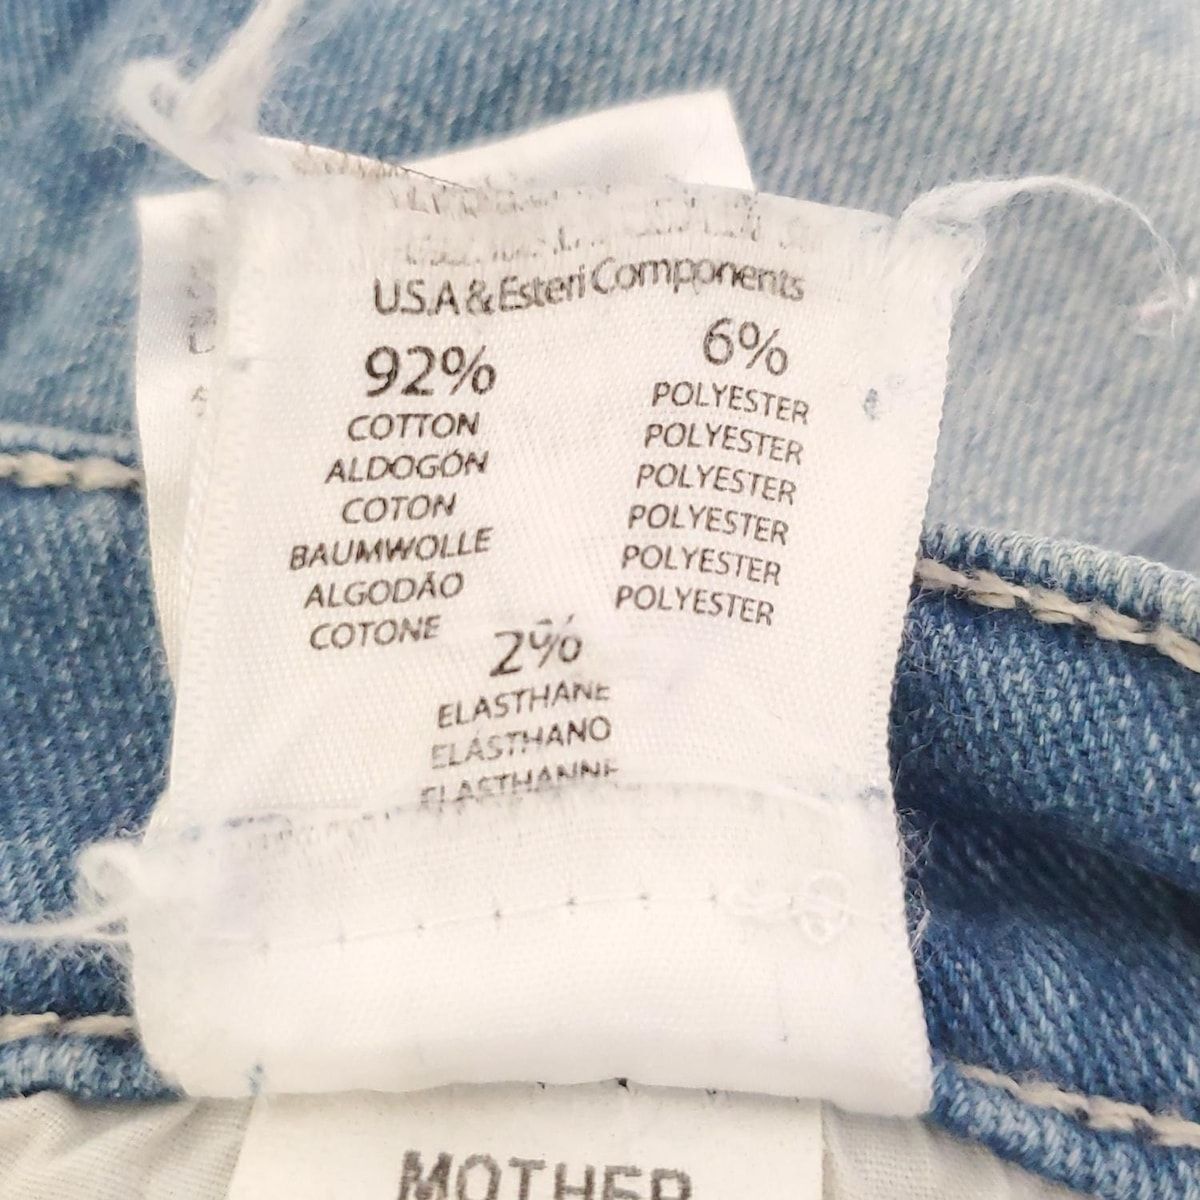 U.S.A & Esteri Components
92%
COTTON
ALDOGÓN
COTON
BAUMWOLLE
ALGODÃO
COTONE
6%
POLYESTER
POLYESTER
POLYESTER
POLYESTER
POLYESTER
POLYESTER
2%
ELASTHANE
ELÁSTHANO
ELASTHANNE
MOTHER